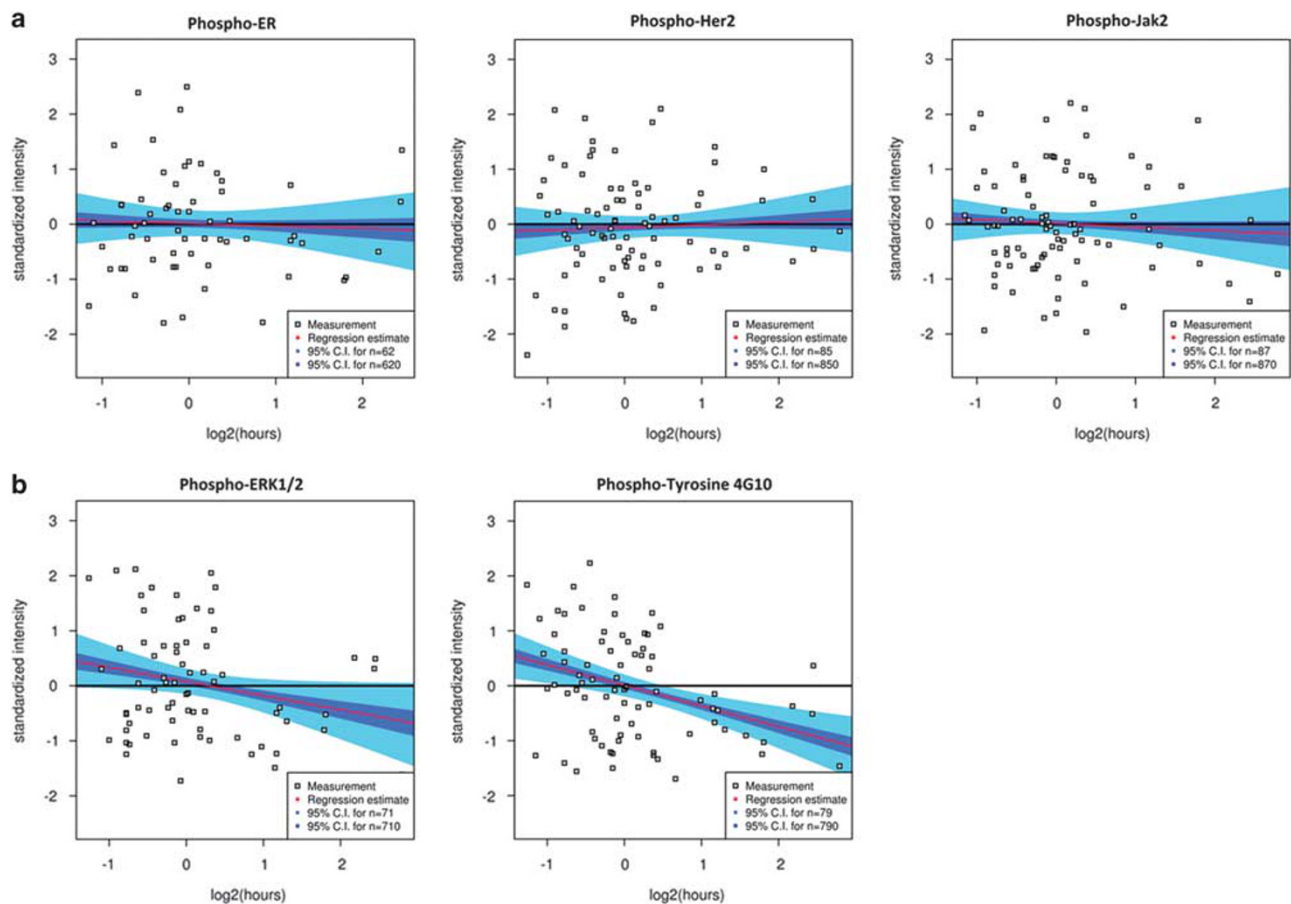 a
Phospho-ER
Phospho-Her2
Phospho-Jak2
standardized intensity
3
2
1
0
-1
-2
Measurement
Regression estimate
95% C.I. for n=62
95% C.I. for n=620
-1
0
1
2
log2(hours)
standardized intensity
3
2
1
0
-1
-2
Measurement
Regression estimate
95% C.I. for n=85
95% C.I. for n=850
-1
0
1
2
log2(hours)
standardized intensity
3
2
1
0
-1
-2
Measurement
Regression estimate
95% C.I. for n=87
95% C.I. for n=870
-1
0
1
2
log2(hours)
b
Phospho-ERK1/2
Phospho-Tyrosine 4G10
standardized intensity
3
2
1
0
-1
-2
Measurement
Regression estimate
95% C.I. for n=71
95% C.I. for n=710
-1
0
1
2
log2(hours)
standardized intensity
3
2
1
0
-1
-2
Measurement
Regression estimate
95% C.I. for n=79
95% C.I. for n=790
-1
0
1
2
log2(hours)